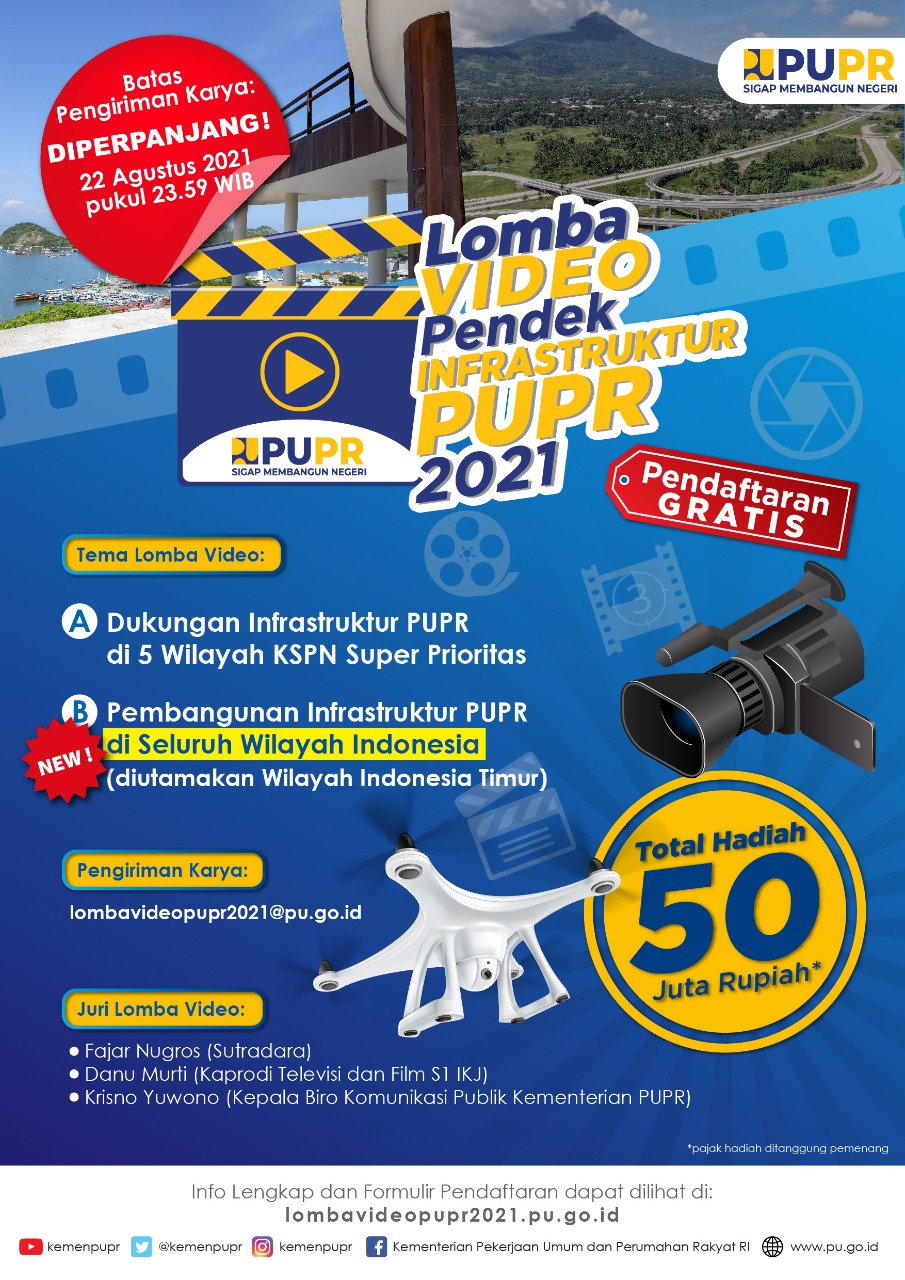 Batas
Pengiriman Karya:
DIPERPANJANG!
22 Agustus 2021
pukul 23.59 WIB
PUPR
SIGAP MEMBANGUN NEGERI
Lomba
VIDEO
Pendek
INFRASTRUKTUR
PUPR
2021
PUPR
SIGAP MEMBANGUN NEGERI
Pendaftaran
GRATIS
Tema Lomba Video:
3
A Dukungan Infrastruktur PUPR
di 5 Wilayah KSPN Super Prioritas
B Pembangunan Infrastruktur PUPR
di Seluruh Wilayah Indonesia
NEW !
(diutamakan Wilayah Indonesia Timur)
Total Hadiah
50
Juta Rupiah*
Pengiriman Karya:
lombavideopupr2021@pu.go.id
Juri Lomba Video:
• Fajar Nugros (Sutradara)
• Danu Murti (Kaprodi Televisi dan Film S1 IKJ)
• Krisno Yuwono (Kepala Biro Komunikasi Publik Kementerian PUPR)
*pajak hadiah ditanggung pemenang
Info Lengkap dan Formulir Pendaftaran dapat dilihat di:
lombavideopupr2021.pu.go.id
kemenpupr @kemenpupr kemenpupr Kementerian Pekerjaan Umum dan Perumahan Rakyat RI www.pu.go.id